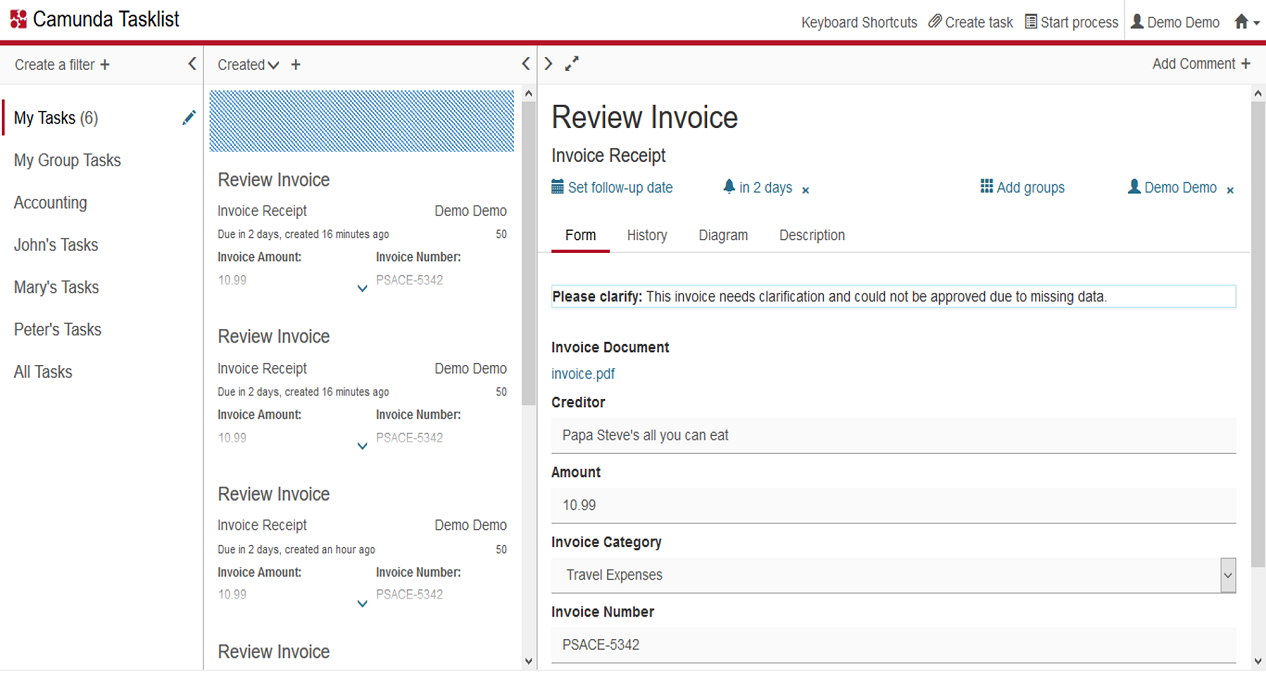 Camunda Tasklist
Keyboard Shortcuts Create task Start process Demo Demo
Create a filter +
My Tasks (6)
My Group Tasks
Accounting
John's Tasks
Mary's Tasks
Peter's Tasks
All Tasks
Created +
Review Invoice
Invoice Receipt Demo Demo
Due in 2 days, created 16 minutes ago 50
Invoice Amount: Invoice Number:
10.99 PSACE-5342
Review Invoice
Invoice Receipt Demo Demo
Due in 2 days, created 16 minutes ago 50
Invoice Amount: Invoice Number:
10.99 PSACE-5342
Review Invoice
Invoice Receipt Demo Demo
Due in 2 days, created an hour ago 50
Invoice Amount: Invoice Number:
10.99 PSACE-5342
Review Invoice
Add Comment +
Review Invoice
Invoice Receipt
Set follow-up date in 2 days x Add groups Demo Demo x
Form History Diagram Description
Please clarify: This invoice needs clarification and could not be approved due to missing data.
Invoice Document
invoice.pdf
Creditor
Papa Steve's all you can eat
Amount
10.99
Invoice Category
Travel Expenses
Invoice Number
PSACE-5342